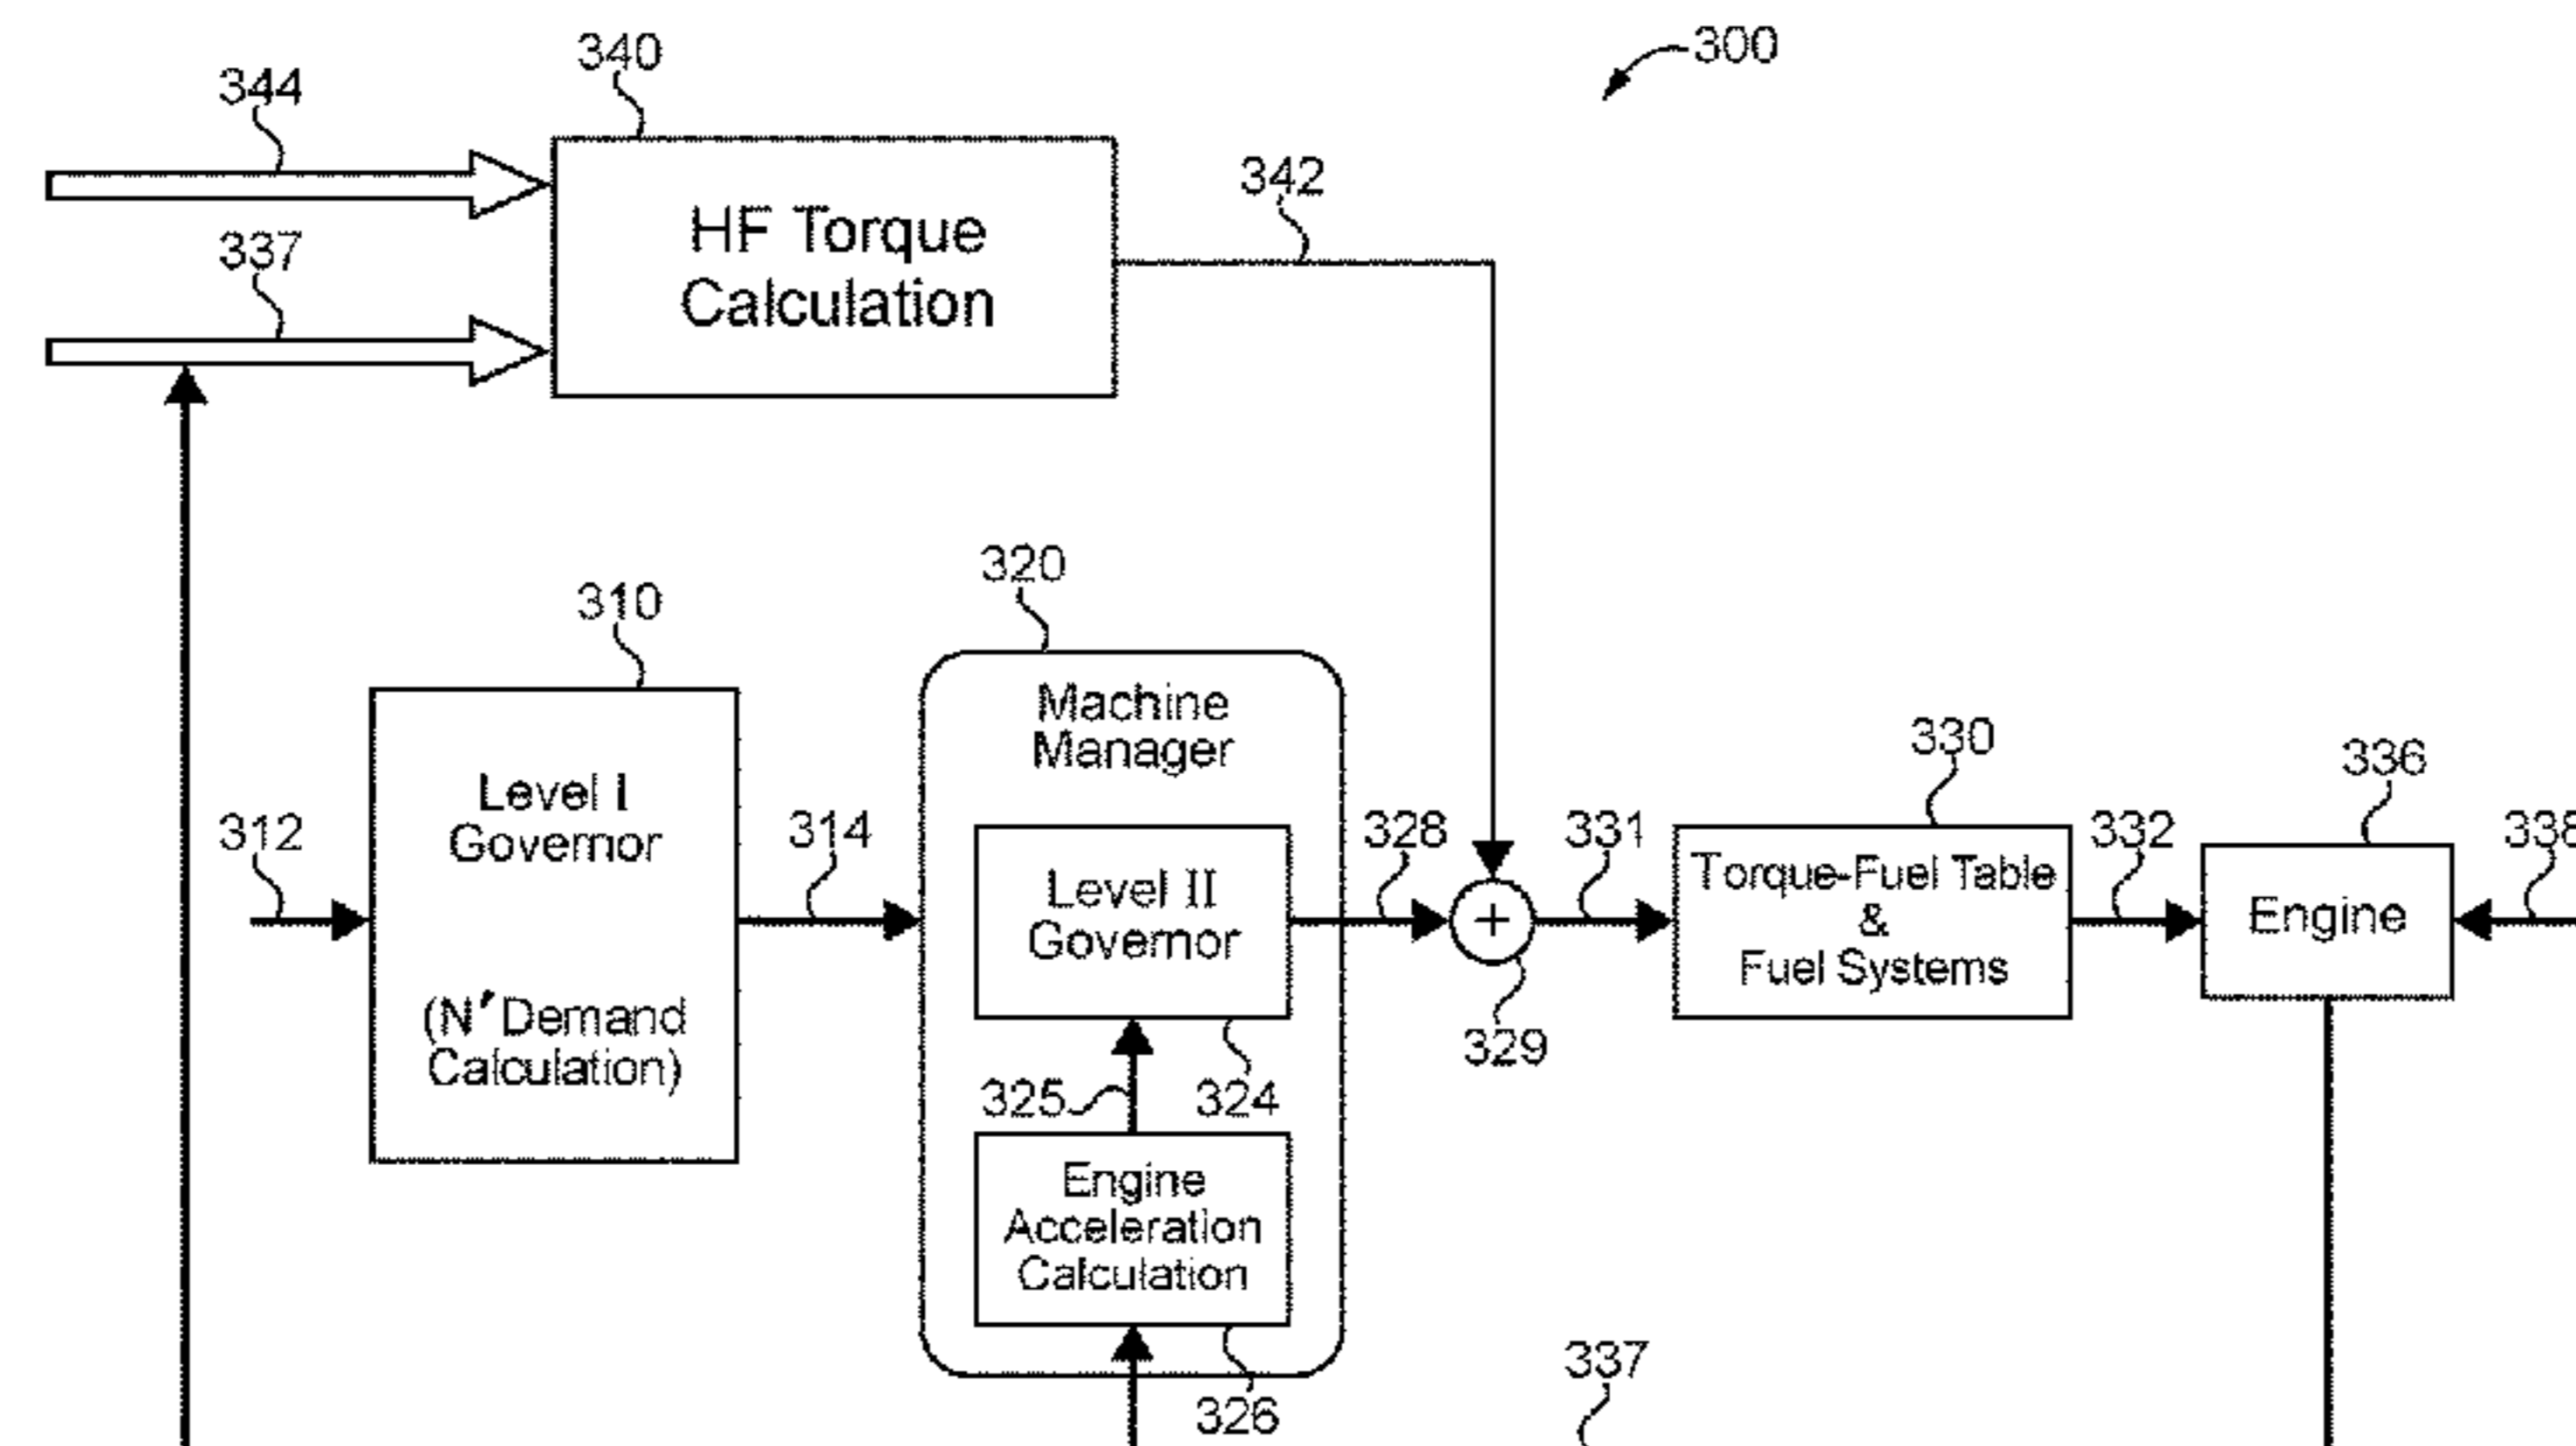 300
340
344
342
HF Torque
Calculation
337
320
310
Machine
Manager
330
336
Level I
Governor
312
314
328
331
332
338
Level II
Governor
+
Torque-Fuel Table
&
Fuel Systems
Engine
(N′ Demand
Calculation)
329
325
324
Engine
Acceleration
Calculation
337
326